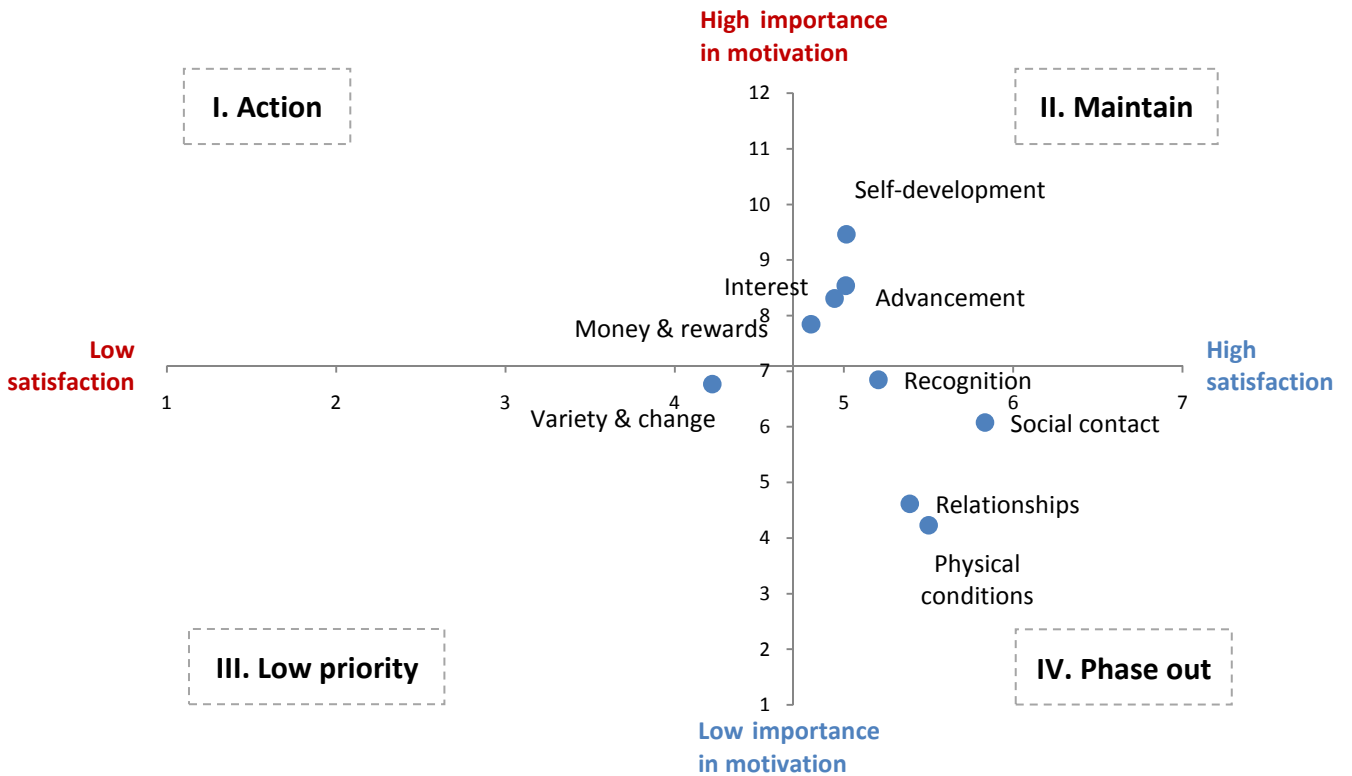 High importance
in motivation
I. Action
II. Maintain
12
11
10
9
8
7
6
5
4
3
2
1
Self-development
Interest
Advancement
Money & rewards
Low
satisfaction
High
satisfaction
1
2
3
4
5
6
7
Recognition
Variety & change
Social contact
Relationships
Physical
conditions
III. Low priority
IV. Phase out
Low importance
in motivation